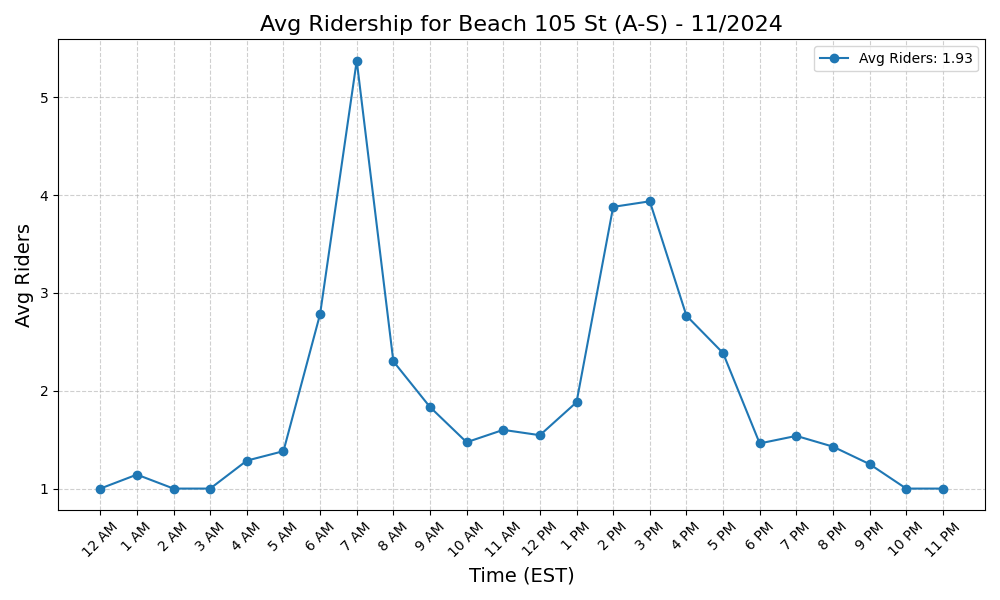 Avg Ridership for Beach 105 St (A-S) - 11/2024
Avg Riders: 1.93
Avg Riders
5
4
3
2
1
12 AM
1 AM
2 AM
3 AM
4 AM
5 AM
6 AM
7 AM
8 AM
9 AM
10 AM
11 AM
12 PM
1 PM
2 PM
3 PM
4 PM
5 PM
6 PM
7 PM
8 PM
9 PM
10 PM
11 PM
Time (EST)